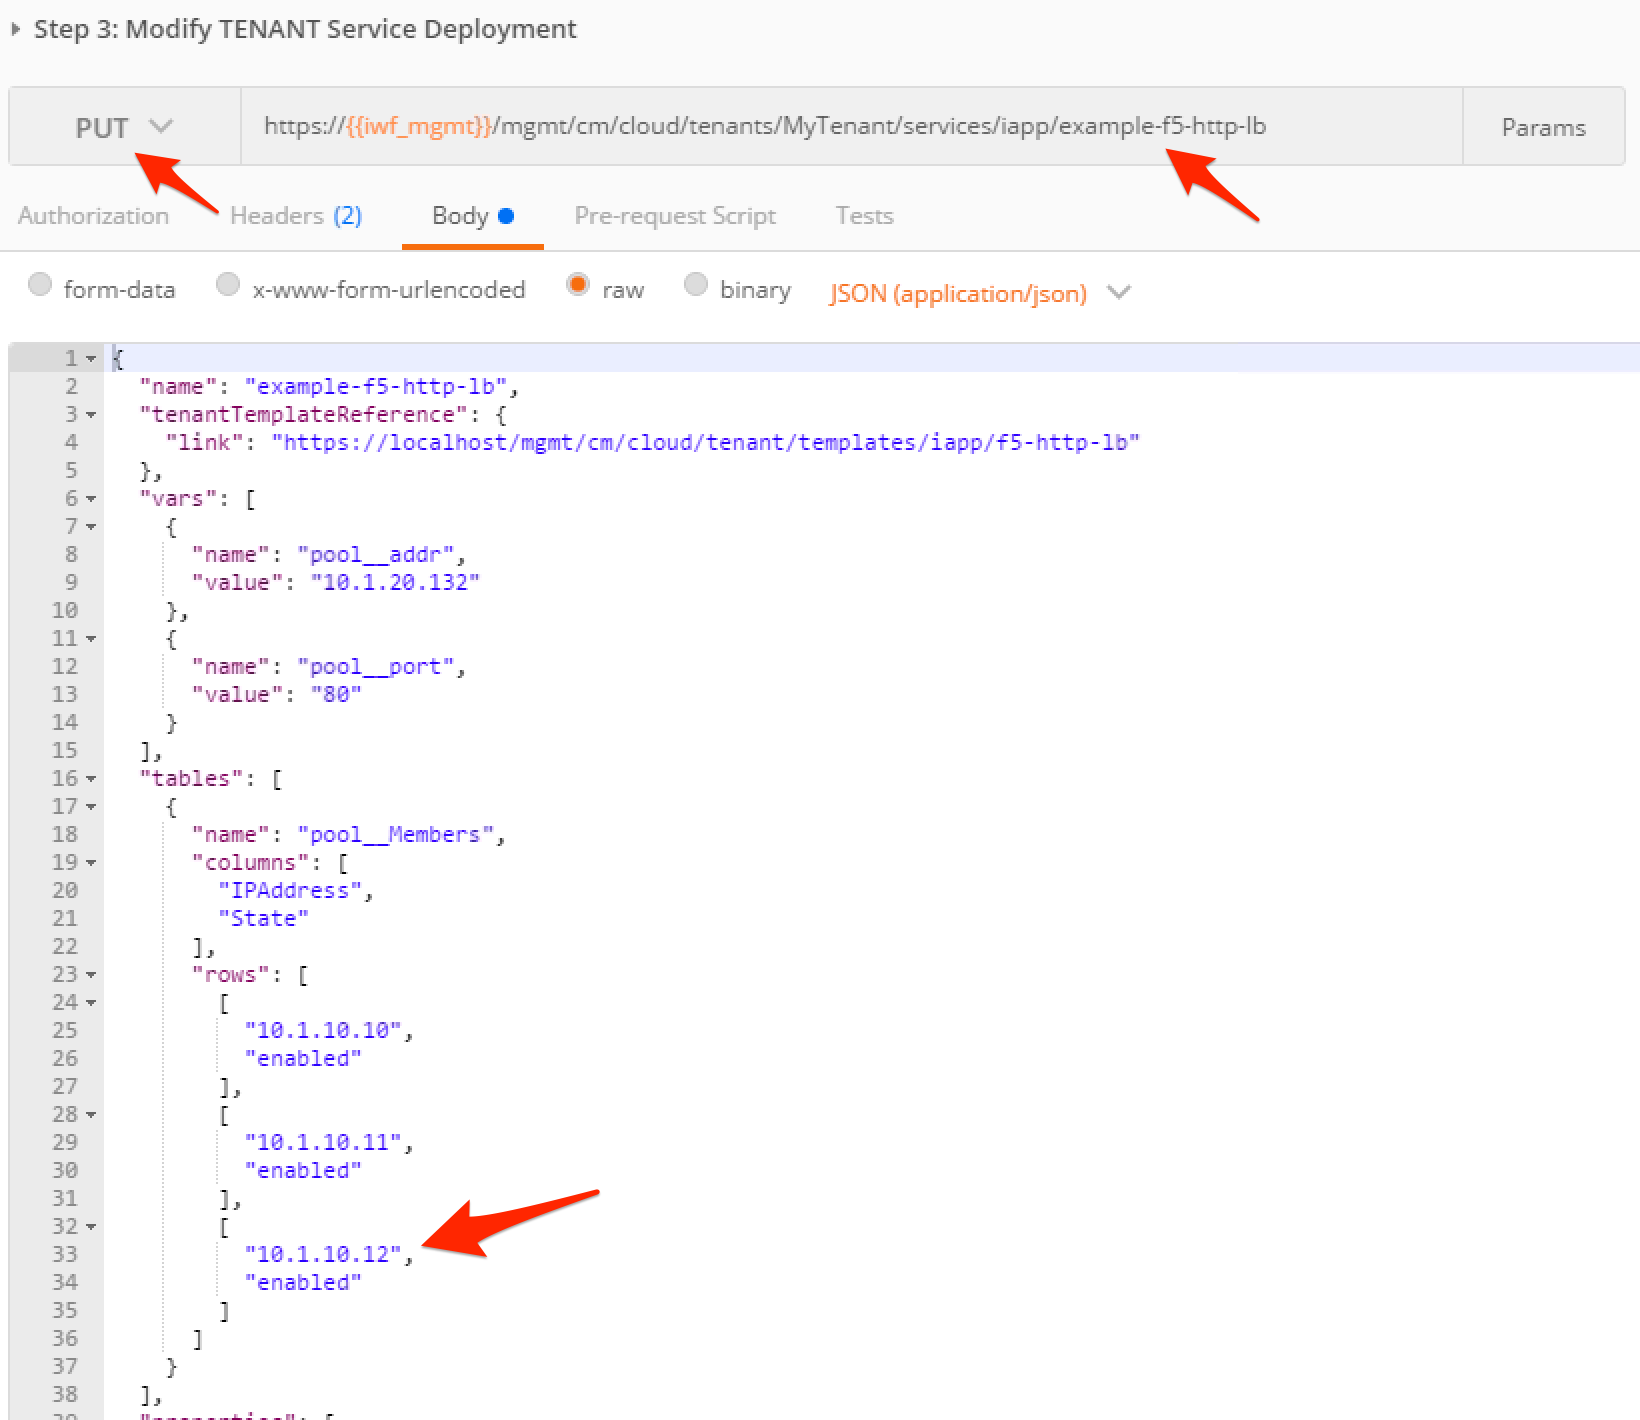 Step 3: Modify TENANT Service Deployment
PUT https://{{iwf_mgmt}}/mgmt/cm/cloud/tenants/MyTenant/services/iapp/example-f5-http-lb Params
Authorization Headers (2) Body Pre-request Script Tests
form-data x-www-form-urlencoded raw binary JSON (application/json)
1 {
2 "name": "example-f5-http-lb",
3 "tenantTemplateReference": {
4 "link": "https://localhost/mgmt/cm/cloud/tenant/templates/iapp/f5-http-lb"
5 },
6 "vars": [
7 {
8 "name": "pool__addr",
9 "value": "10.1.20.132"
10 },
11 {
12 "name": "pool__port",
13 "value": "80"
14 }
15 ],
16 "tables": [
17 {
18 "name": "pool__Members",
19 "columns": [
20 "IPAddress",
21 "State"
22 ],
23 "rows": [
24 [
25 "10.1.10.10",
26 "enabled"
27 ],
28 [
29 "10.1.10.11",
30 "enabled"
31 ],
32 [
33 "10.1.10.12",
34 "enabled"
35 ]
36 ]
37 }
38 ],
39 "properties": [